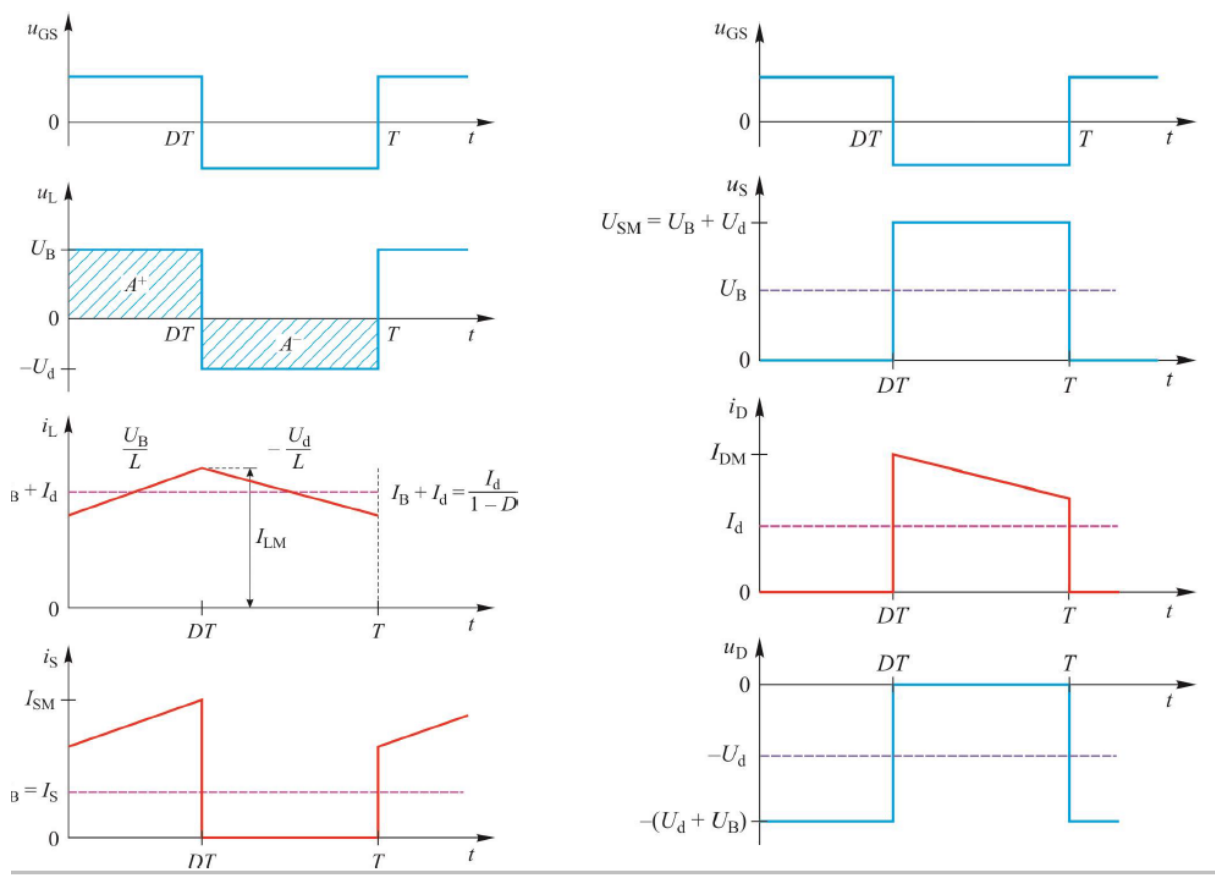 uGS
0
DT
T
t
uL
UB
A+
0
DT
T
t
A−
−Ud
iL
UB/L
− Ud/L
B + Id
IB + Id = Id/1 − D
ILM
0
DT
T
t
iS
ISM
B = IS
0
DT
T
t
uGS
0
DT
T
t
uS
USM = UB + Ud
UB
0
DT
T
t
iD
IDM
Id
0
DT
T
t
uD
DT
T
0
t
−Ud
−(Ud + UB)